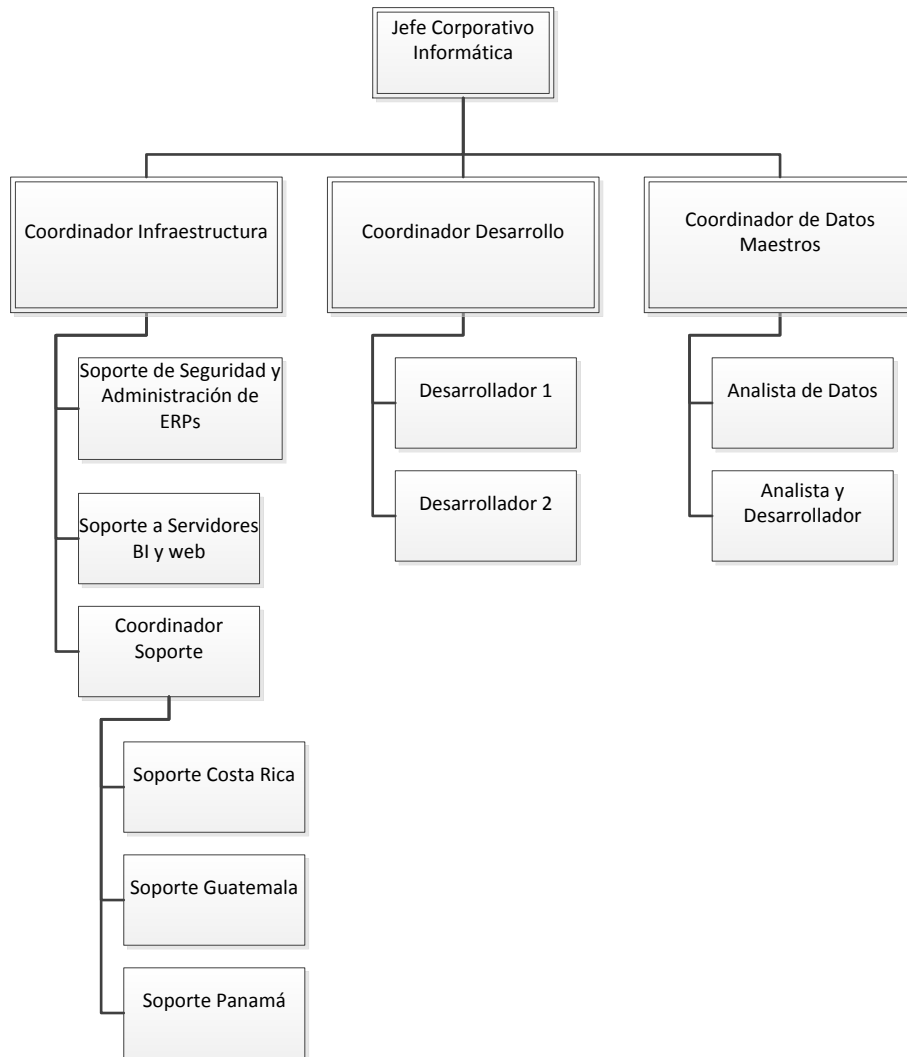 Jefe Corporativo
Informática
Coordinador Infraestructura
Coordinador Desarrollo
Coordinador de Datos
Maestros
Soporte de Seguridad y
Administración de
ERPs
Desarrollador 1
Analista de Datos
Soporte a Servidores
BI y web
Desarrollador 2
Analista y
Desarrollador
Coordinador
Soporte
Soporte Costa Rica
Soporte Guatemala
Soporte Panamá